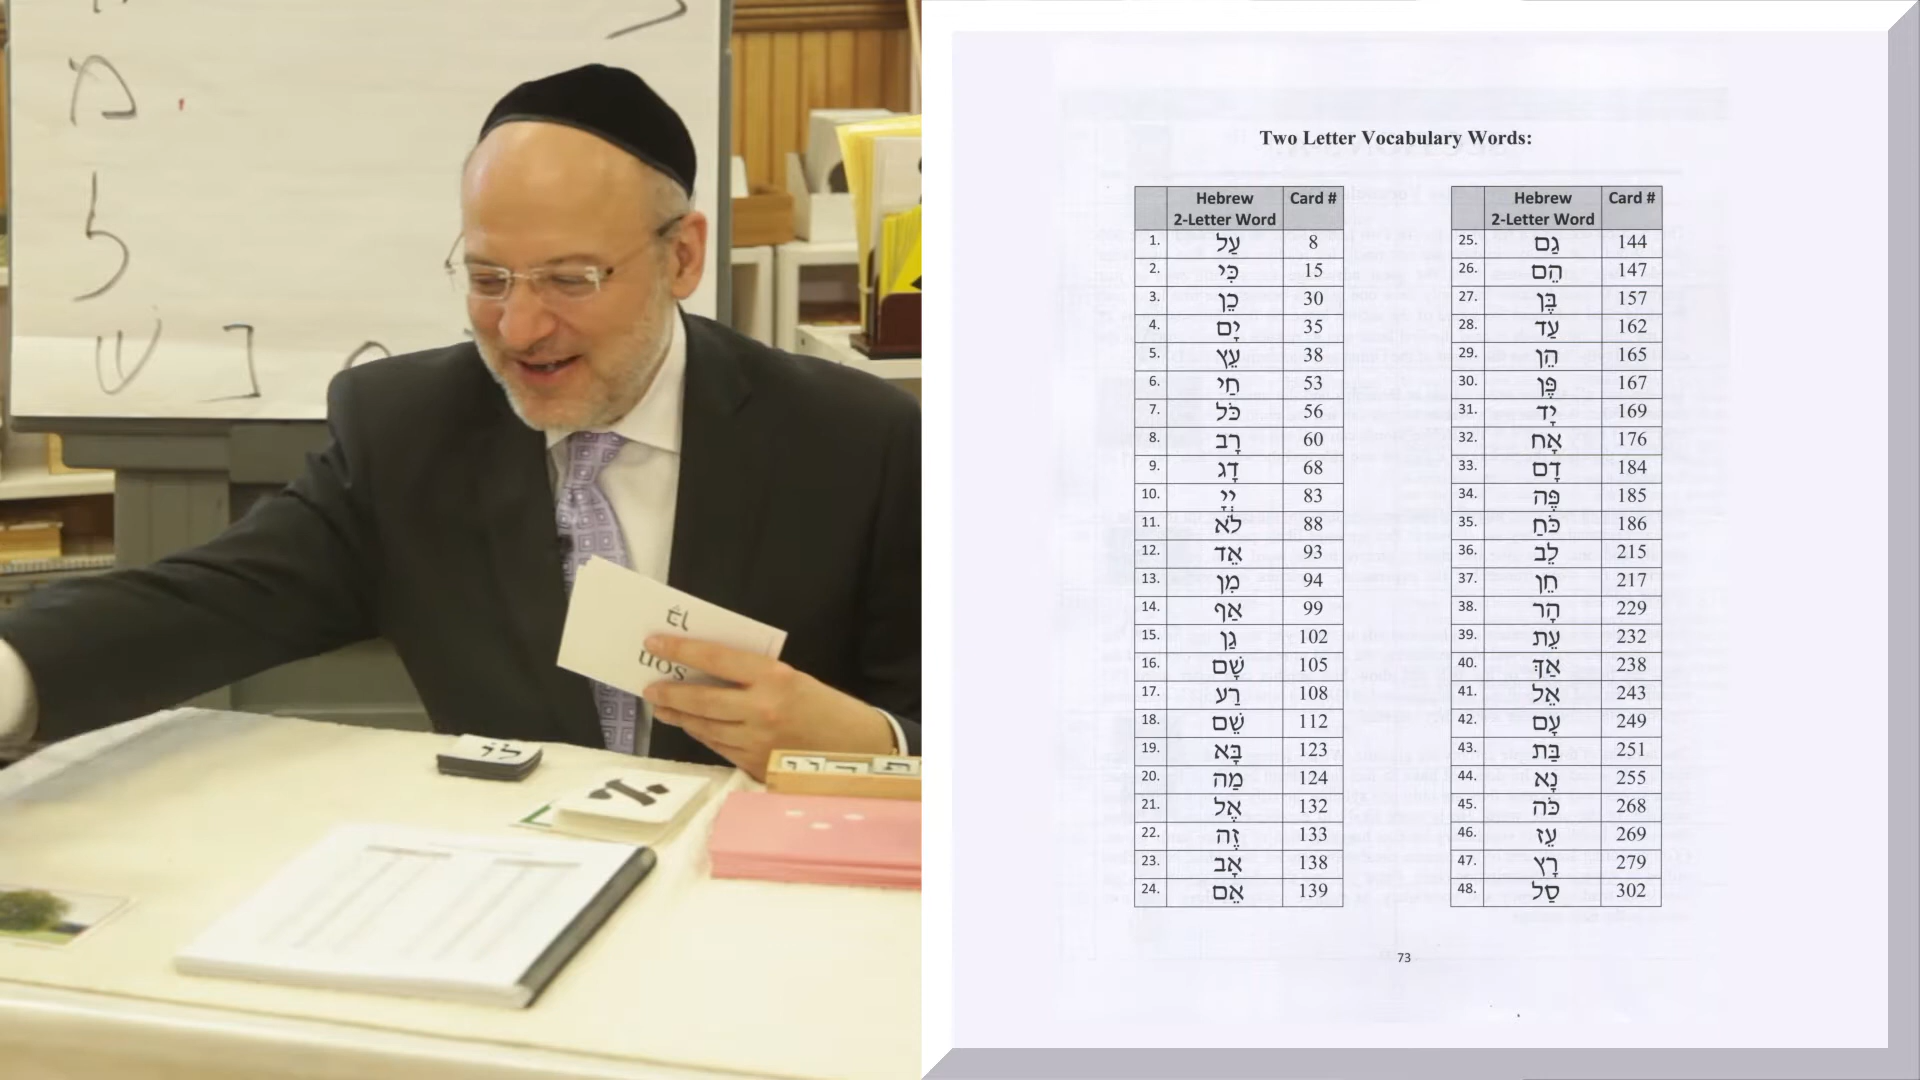 מ
ל
ש
ך
son
Two Letter Vocabulary Words:
Hebrew 2-Letter Word Card #
1. עַל 8
2. כִּי 15
3. כֵן 30
4. יָם 35
5. עֵץ 38
6. חַי 53
7. כֹּל 56
8. רָב 60
9. דָג 68
10. יְיָ 83
11. לֹא 88
12. אֵד 93
13. מִן 94
14. אַף 99
15. גַן 102
16. שָׁם 105
17. רַע 108
18. שֵׁם 112
19. בָּא 123
20. מַה 124
21. אֶל 132
22. זֶה 133
23. אָב 138
24. אֵם 139
Hebrew 2-Letter Word Card #
25. גַם 144
26. הֵם 147
27. בֶּן 157
28. עַד 162
29. הֵן 165
30. פֶּן 167
31. יָד 169
32. אָח 176
33. דָם 184
34. פֶּה 185
35. כֹּחַ 186
36. לֵב 215
37. חֵן 217
38. הָר 229
39. עֵת 232
40. אַךְ 238
41. אֵל 243
42. עָם 249
43. בַּת 251
44. נָא 255
45. כֹּה 268
46. עֵז 269
47. רָץ 279
48. סַל 302
73